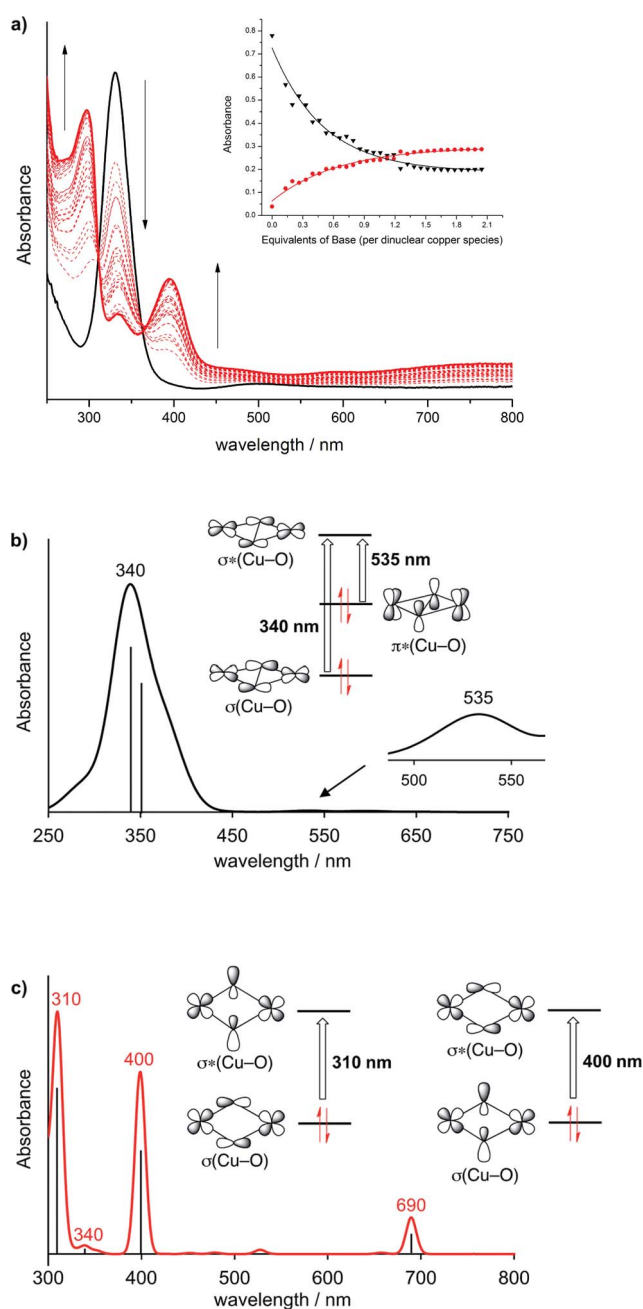 a)
Absorbance
0.8
0.7
0.6
0.5
0.4
0.3
0.2
0.1
0.0
0.0 0.3 0.6 0.9 1.2 1.5 1.8 2.1
Equivalents of Base (per dinuclear copper species)
Absorbance
300 400 500 600 700 800
wavelength / nm
b)
340
σ*(Cu–O)
535 nm
340 nm
π*(Cu–O)
σ(Cu–O)
535
500 550
Absorbance
250 350 450 550 650 750
wavelength / nm
c)
310
400
σ*(Cu–O)
310 nm
σ(Cu–O)
σ*(Cu–O)
400 nm
σ(Cu–O)
340
690
Absorbance
300 400 500 600 700 800
wavelength / nm